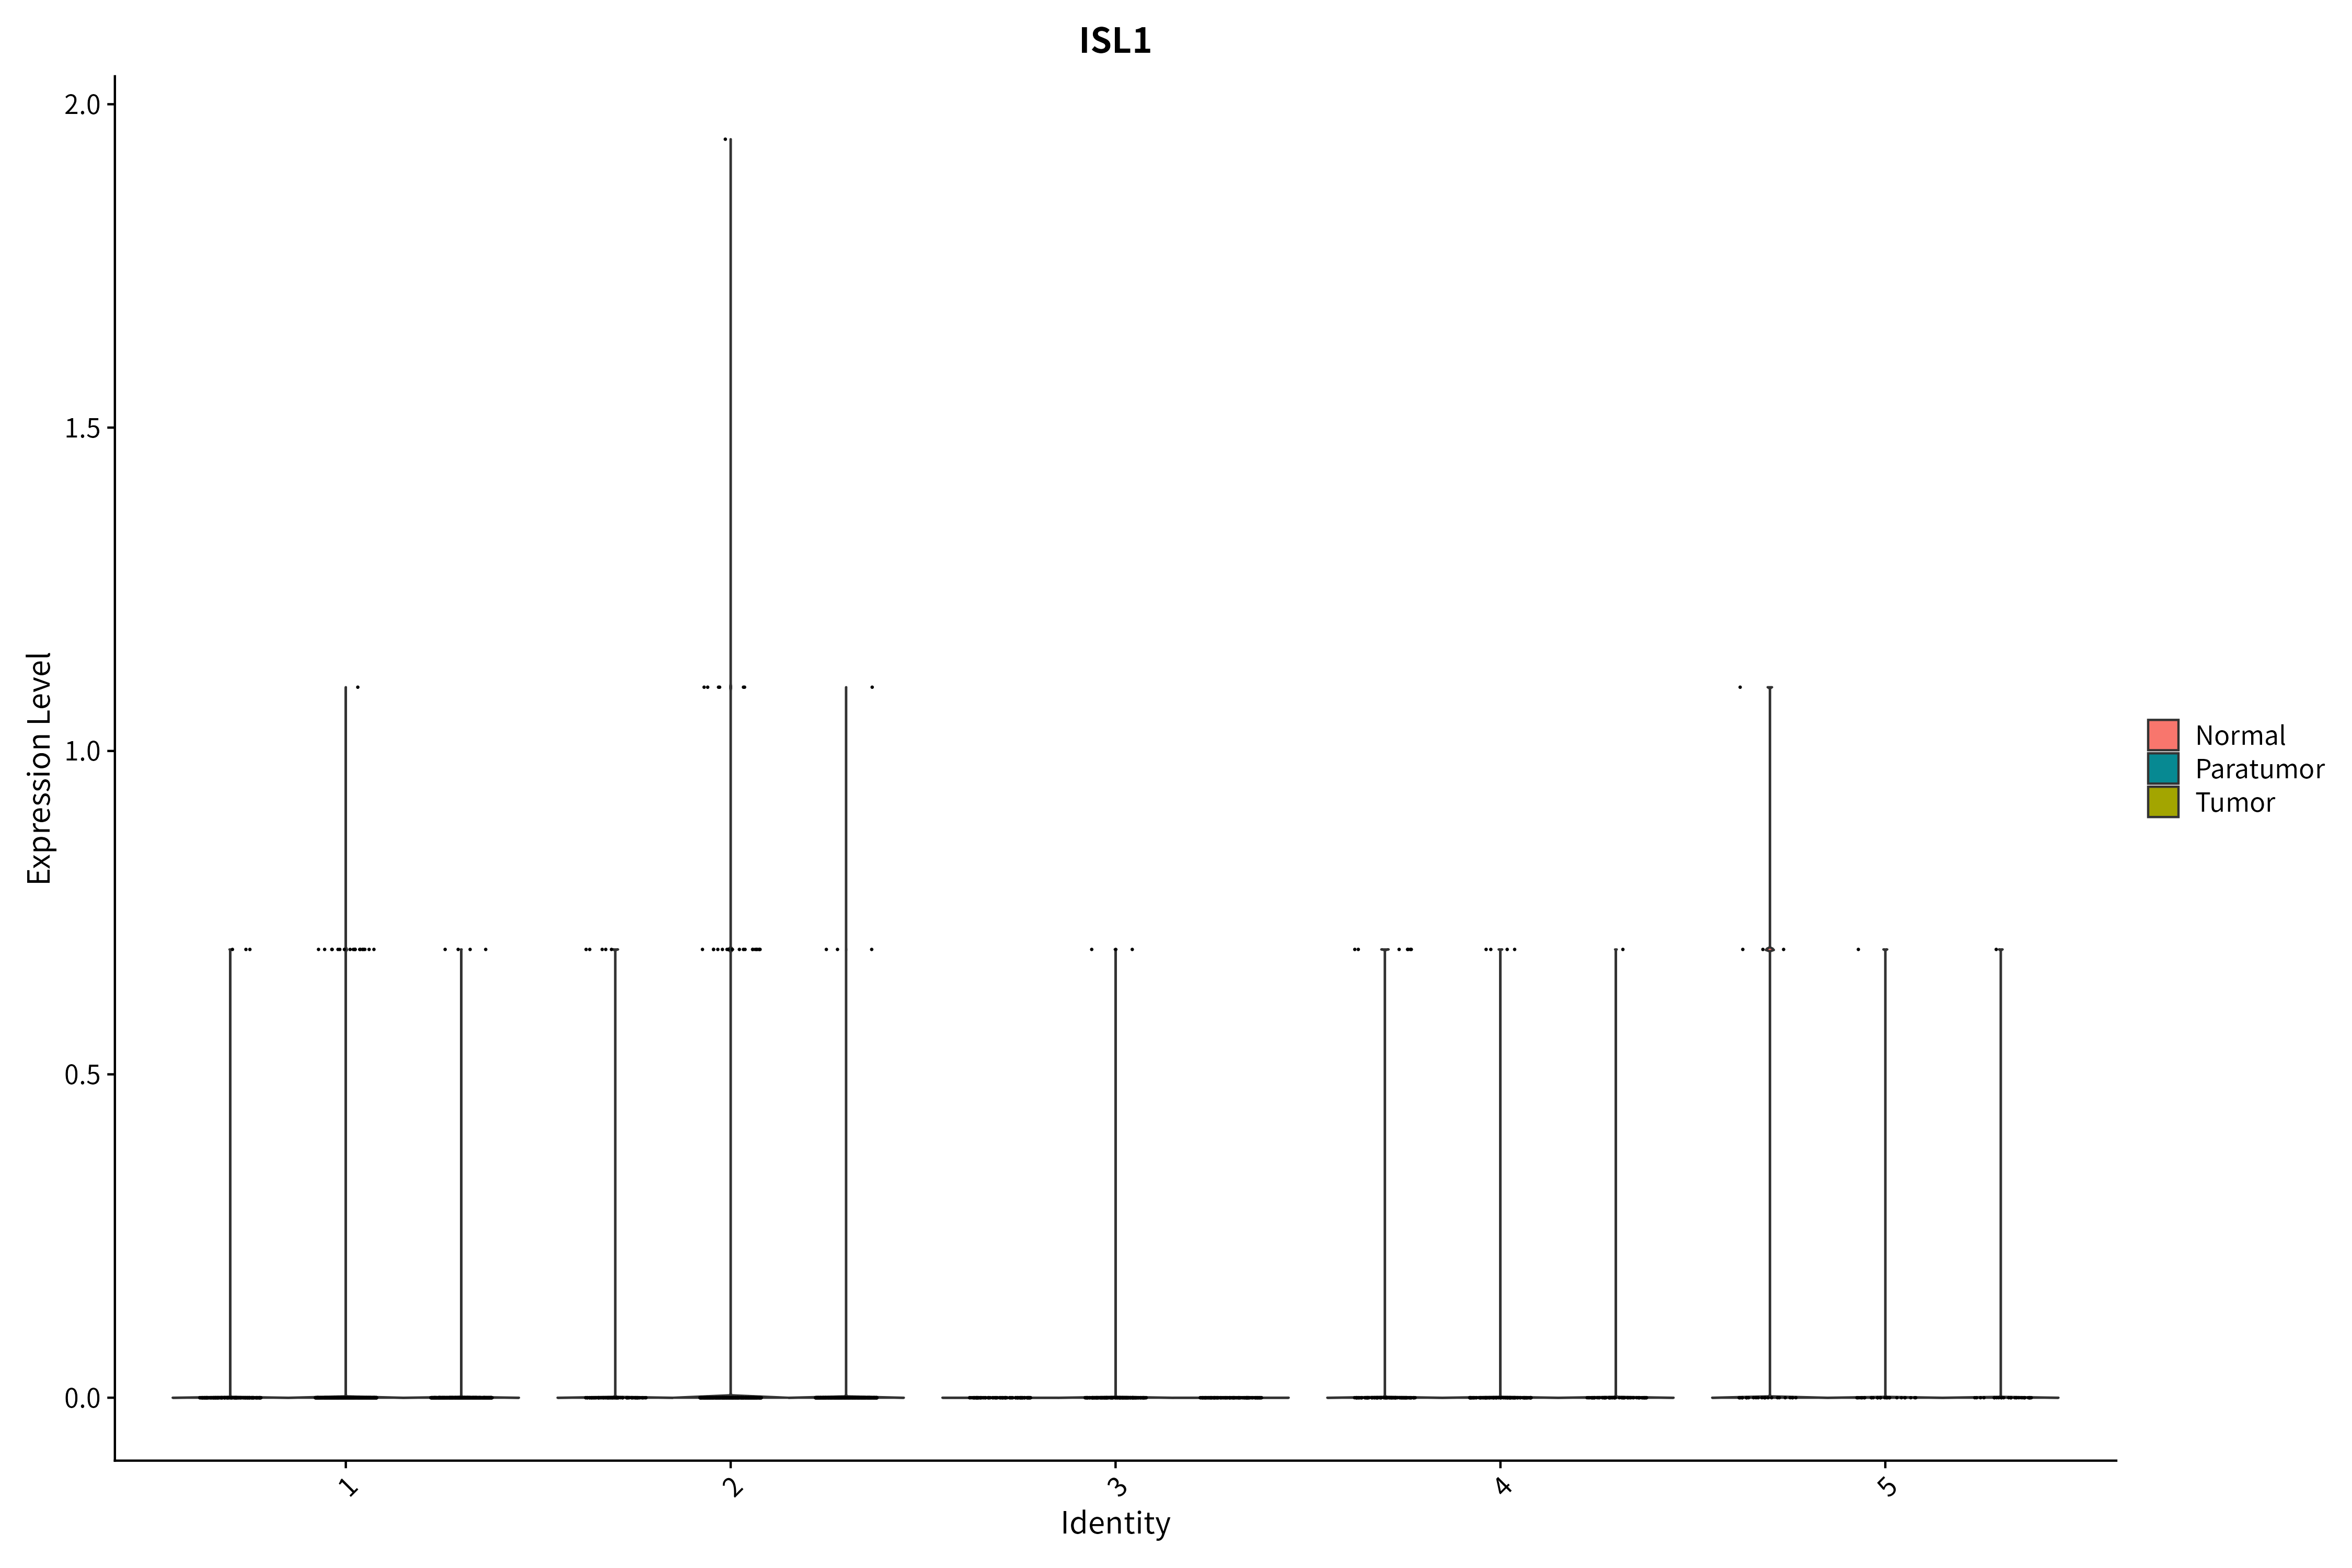 ISL1
Expression Level
2.0
1.5
1.0
0.5
0.0
1
2
3
4
5
Identity
Normal
Paratumor
Tumor